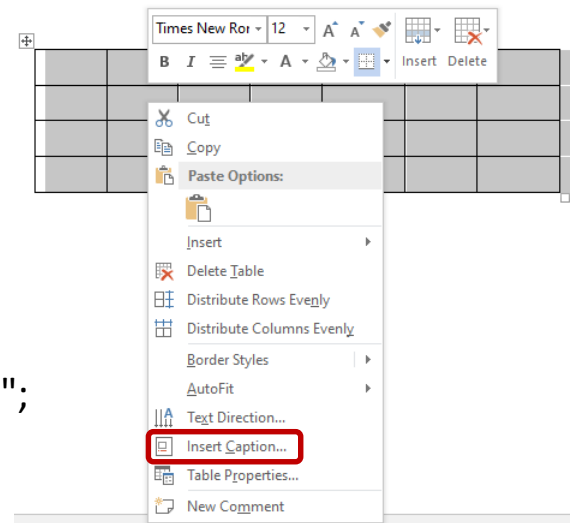 Times New Ror 12 A A
B I ab A Insert Delete
Cut
Copy
Paste Options:
Insert
Delete Table
Distribute Rows Evenly
Distribute Columns Evenly
Border Styles
AutoFit
";
Text Direction...
Insert Caption...
Table Properties...
New Comment